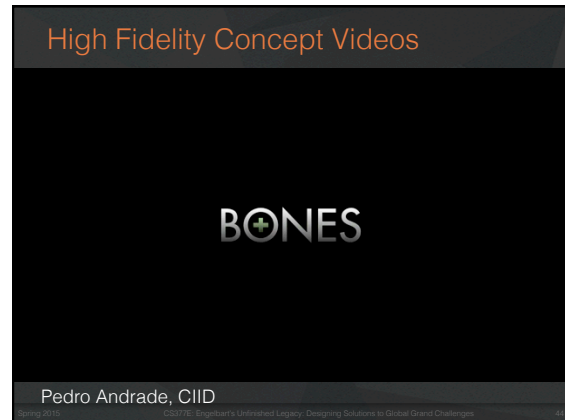 High Fidelity Concept Videos
BONES
Pedro Andrade, CIID
Spring 2015 CS377E: Engelbart's Unfinished Legacy: Designing Solutions to Global Grand Challenges 44